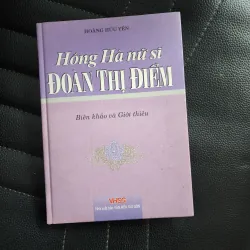 HOÀNG HỮU YÊN
Hồng Hà nữ sĩ
ĐOÀN THỊ ĐIỂM
Biên khảo và Giới thiệu